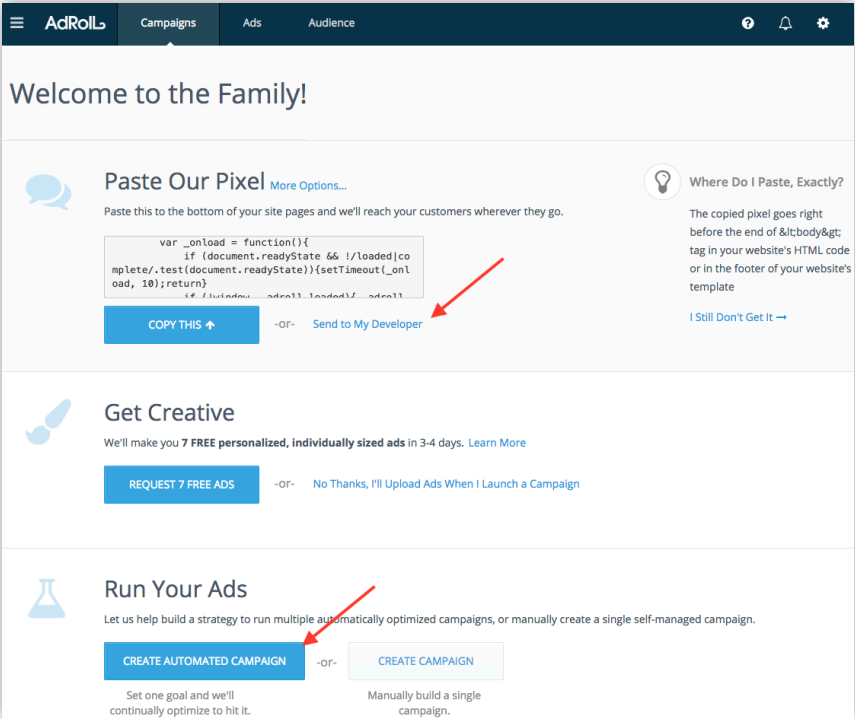 AdRoll
Campaigns
Ads
Audience
Welcome to the Family!
Paste Our Pixel More Options...
Paste this to the bottom of your site pages and we'll reach your customers wherever they go.
var _onload = function(){
if (document.readyState && !/loaded|co
mplete/.test(document.readyState)){setTimeout(_onl
oad, 10);return}
if (!window.__adroll_loaded){__adroll_
COPY THIS
-or-
Send to My Developer
Where Do I Paste, Exactly?
The copied pixel goes right
before the end of &lt;body&gt;
tag in your website's HTML code
or in the footer of your website's
template
I Still Don't Get It →
Get Creative
We'll make you 7 FREE personalized, individually sized ads in 3-4 days. Learn More
REQUEST 7 FREE ADS
-or-
No Thanks, I'll Upload Ads When I Launch a Campaign
Run Your Ads
Let us help build a strategy to run multiple automatically optimized campaigns, or manually create a single self-managed campaign.
CREATE AUTOMATED CAMPAIGN
-or-
CREATE CAMPAIGN
Set one goal and we'll
continually optimize to hit it.
Manually build a single
campaign.